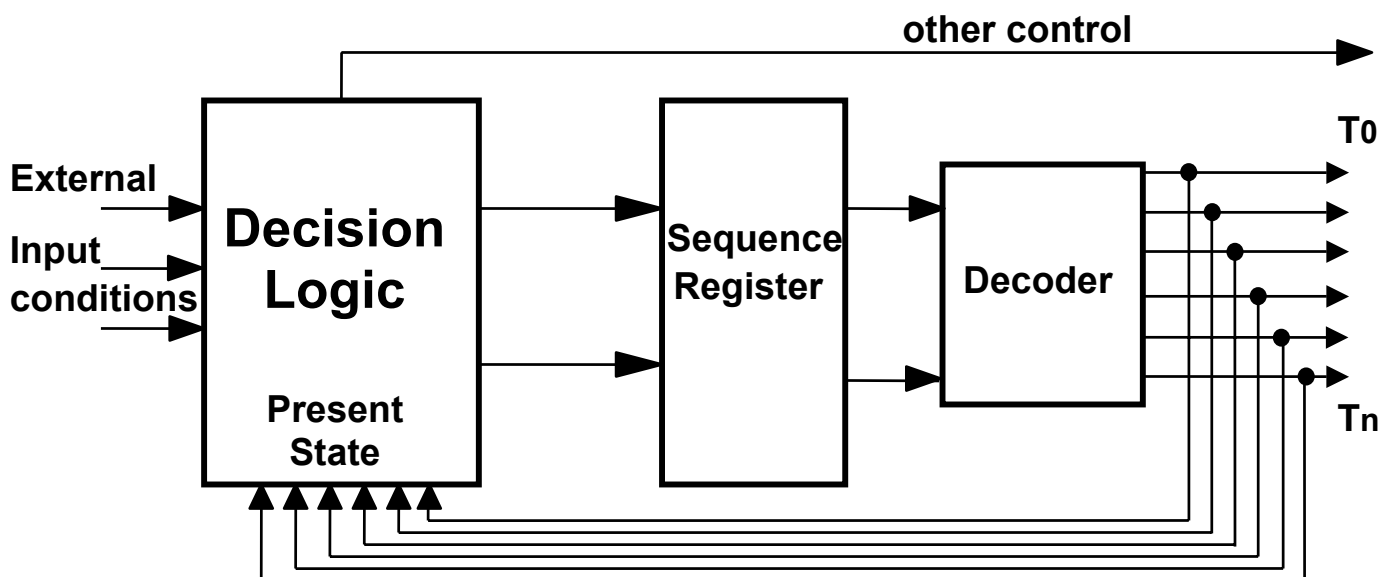 other control
T0
External
Input
conditions
Decision
Logic
Present
State
Sequence
Register
Decoder
Tn